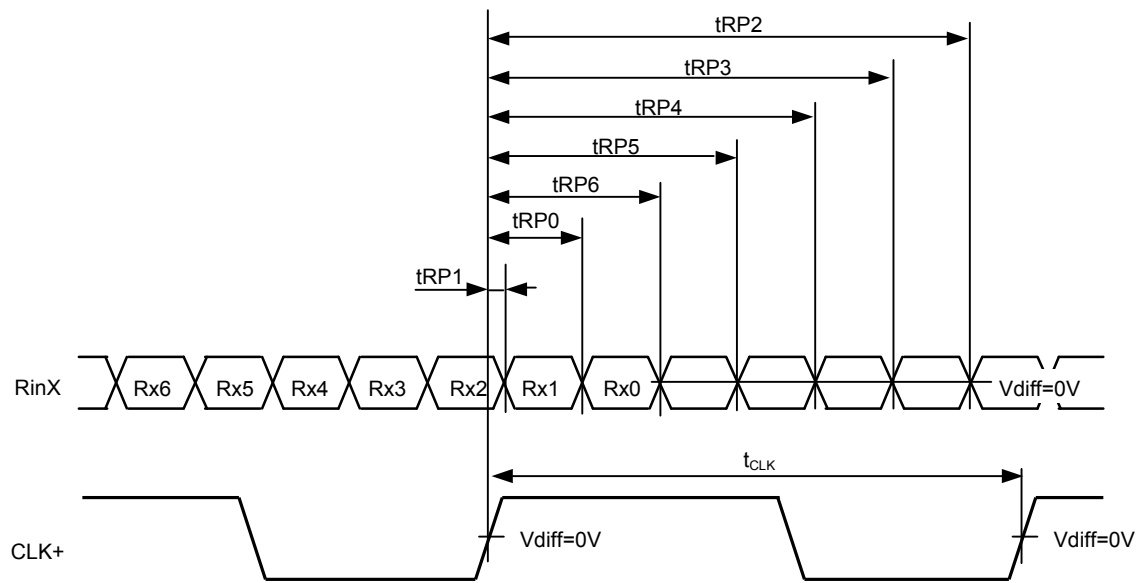 tRP2
tRP3
tRP4
tRP5
tRP6
tRP0
tRP1
RinX Rx6 Rx5 Rx4 Rx3 Rx2 Rx1 Rx0 Vdiff=0V
tCLK
CLK+ Vdiff=0V Vdiff=0V